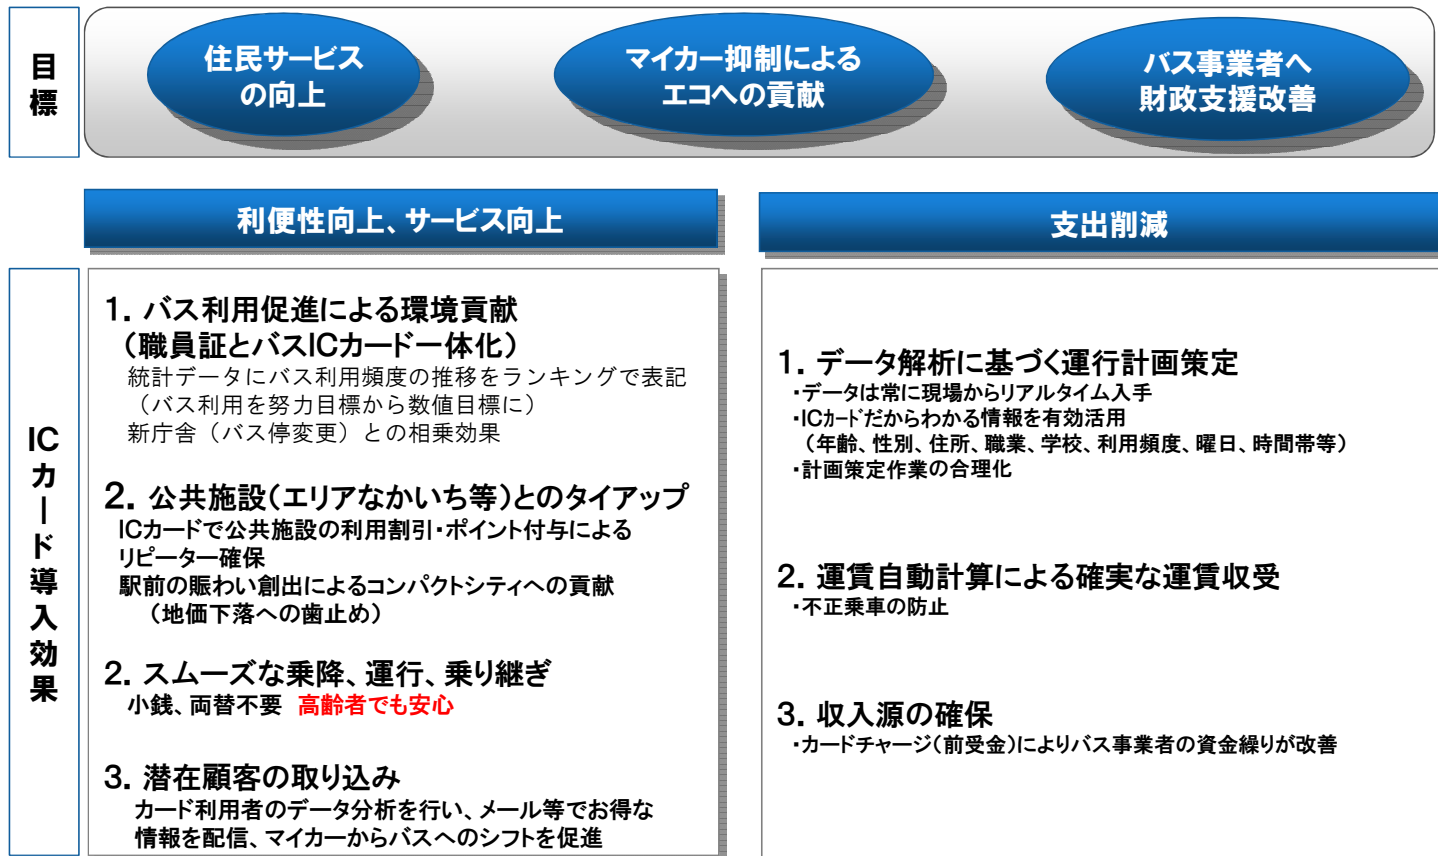 目標
住民サービス
の向上
マイカー抑制による
エコへの貢献
バス事業者へ
財政支援改善
利便性向上、サービス向上
支出削減
ICカード導入効果
1．バス利用促進による環境貢献
（職員証とバスICカード一体化）
統計データにバス利用頻度の推移をランキングで表記
（バス利用を努力目標から数値目標に）
新庁舎（バス停変更）との相乗効果
2．公共施設（エリアなかいち等）とのタイアップ
ICカードで公共施設の利用割引・ポイント付与による
リピーター確保
駅前の賑わい創出によるコンパクトシティへの貢献
（地価下落への歯止め）
2．スムーズな乗降、運行、乗り継ぎ
小銭、両替不要　高齢者でも安心
3．潜在顧客の取り込み
カード利用者のデータ分析を行い、メール等でお得な
情報を配信、マイカーからバスへのシフトを促進
1．データ解析に基づく運行計画策定
・データは常に現場からリアルタイム入手
・ICｶｰﾄﾞだからわかる情報を有効活用
（年齢、性別、住所、職業、学校、利用頻度、曜日、時間帯等）
・計画策定作業の合理化
2．運賃自動計算による確実な運賃収受
・不正乗車の防止
3．収入源の確保
・カードチャージ（前受金）によりバス事業者の資金繰りが改善